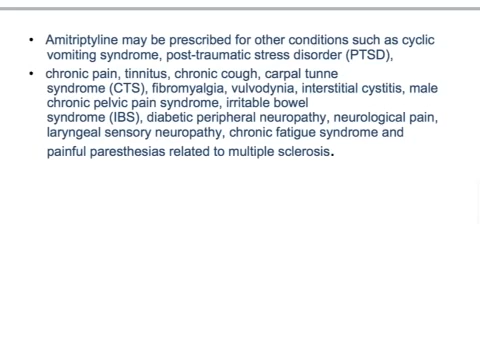 • Amitriptyline may be prescribed for other conditions such as cyclic
vomiting syndrome, post-traumatic stress disorder (PTSD),
• chronic pain, tinnitus, chronic cough, carpal tunne
syndrome (CTS), fibromyalgia, vulvodynia, interstitial cystitis, male
chronic pelvic pain syndrome, irritable bowel
syndrome (IBS), diabetic peripheral neuropathy, neurological pain,
laryngeal sensory neuropathy, chronic fatigue syndrome and
painful paresthesias related to multiple sclerosis.